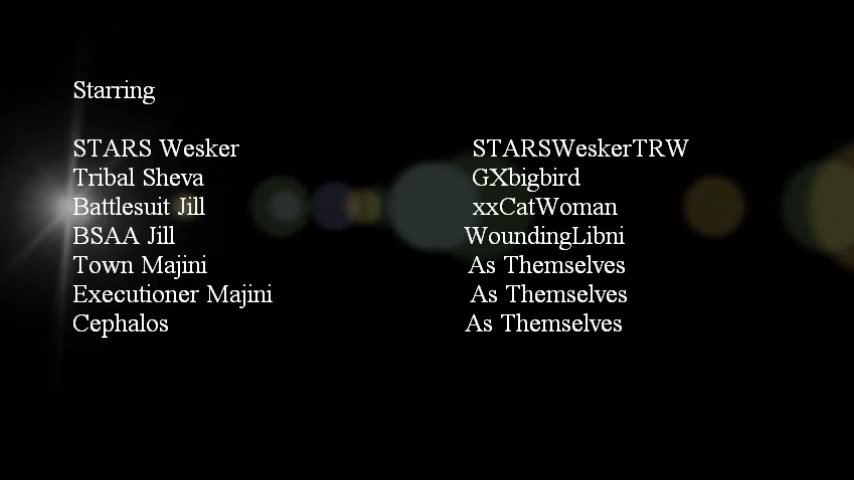 Starring
STARS Wesker STARSWeskerTRW
Tribal Sheva GXbigbird
Battlesuit Jill xxCatWoman
BSAA Jill WoundingLibni
Town Majini As Themselves
Executioner Majini As Themselves
Cephalos As Themselves